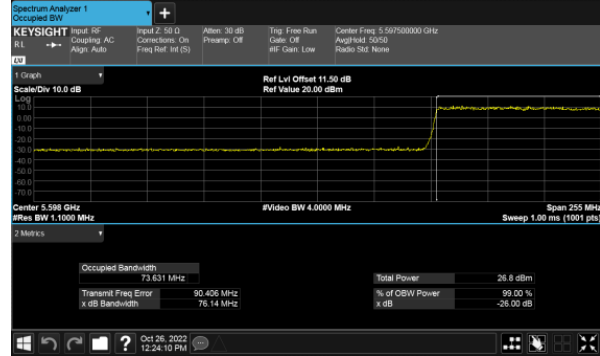 Spectrum Analyzer 1
Occupied BW
+
KEYSIGHT Input: RF Input Z: 50 Ω Atten: 30 dB Trig: Free Run Center Freq: 5.597500000 GHz
RL Coupling: AC Corrections: On Preamp: Off Gate: Off Avg|Hold: 50/50
Align: Auto Freq Ref: Int (S) #IF Gain: Low Radio Std: None
LXI
1 Graph
Ref Lvl Offset 11.50 dB
Scale/Div 10.0 dB Ref Value 20.00 dBm
Log
10.0
0.00
-10.0
-20.0
-30.0
-40.0
-50.0
-60.0
-70.0
Center 5.598 GHz #Video BW 4.0000 MHz Span 255 MHz
#Res BW 1.1000 MHz Sweep 1.00 ms (1001 pts)
2 Metrics
Occupied Bandwidth
73.631 MHz Total Power 26.8 dBm
Transmit Freq Error 90.406 MHz % of OBW Power 99.00 %
x dB Bandwidth 76.14 MHz x dB -26.00 dB
? Oct 26, 2022
12:24:10 PM